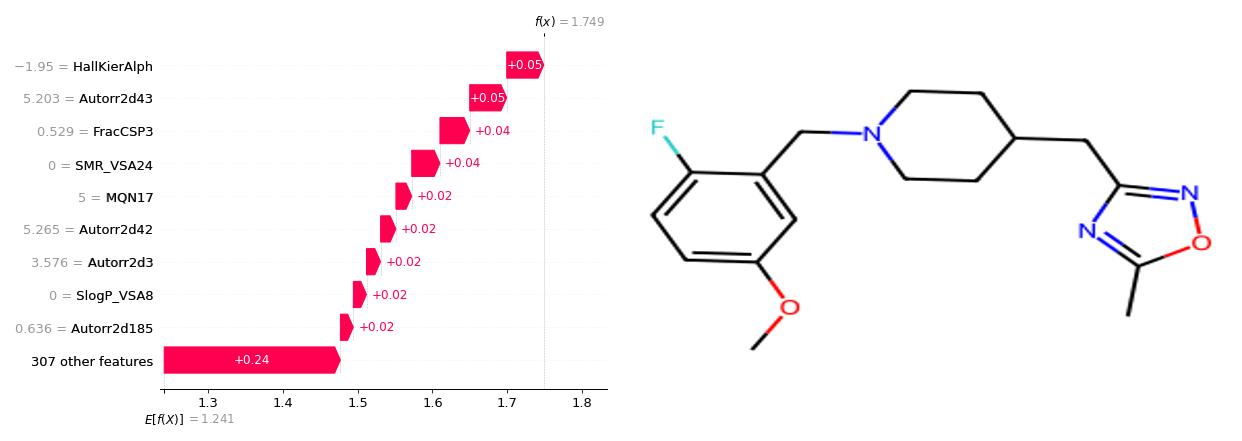 f(x) = 1.749
−1.95 = HallKierAlph
+0.05
5.203 = Autorr2d43
+0.05
0.529 = FracCSP3
+0.04
0 = SMR_VSA24
+0.04
5 = MQN17
+0.02
5.265 = Autorr2d42
+0.02
3.576 = Autorr2d3
+0.02
0 = SlogP_VSA8
+0.02
0.636 = Autorr2d185
+0.02
307 other features
+0.24
1.3 1.4 1.5 1.6 1.7 1.8
E[f(X)] = 1.241
F
N
N
N
O
O